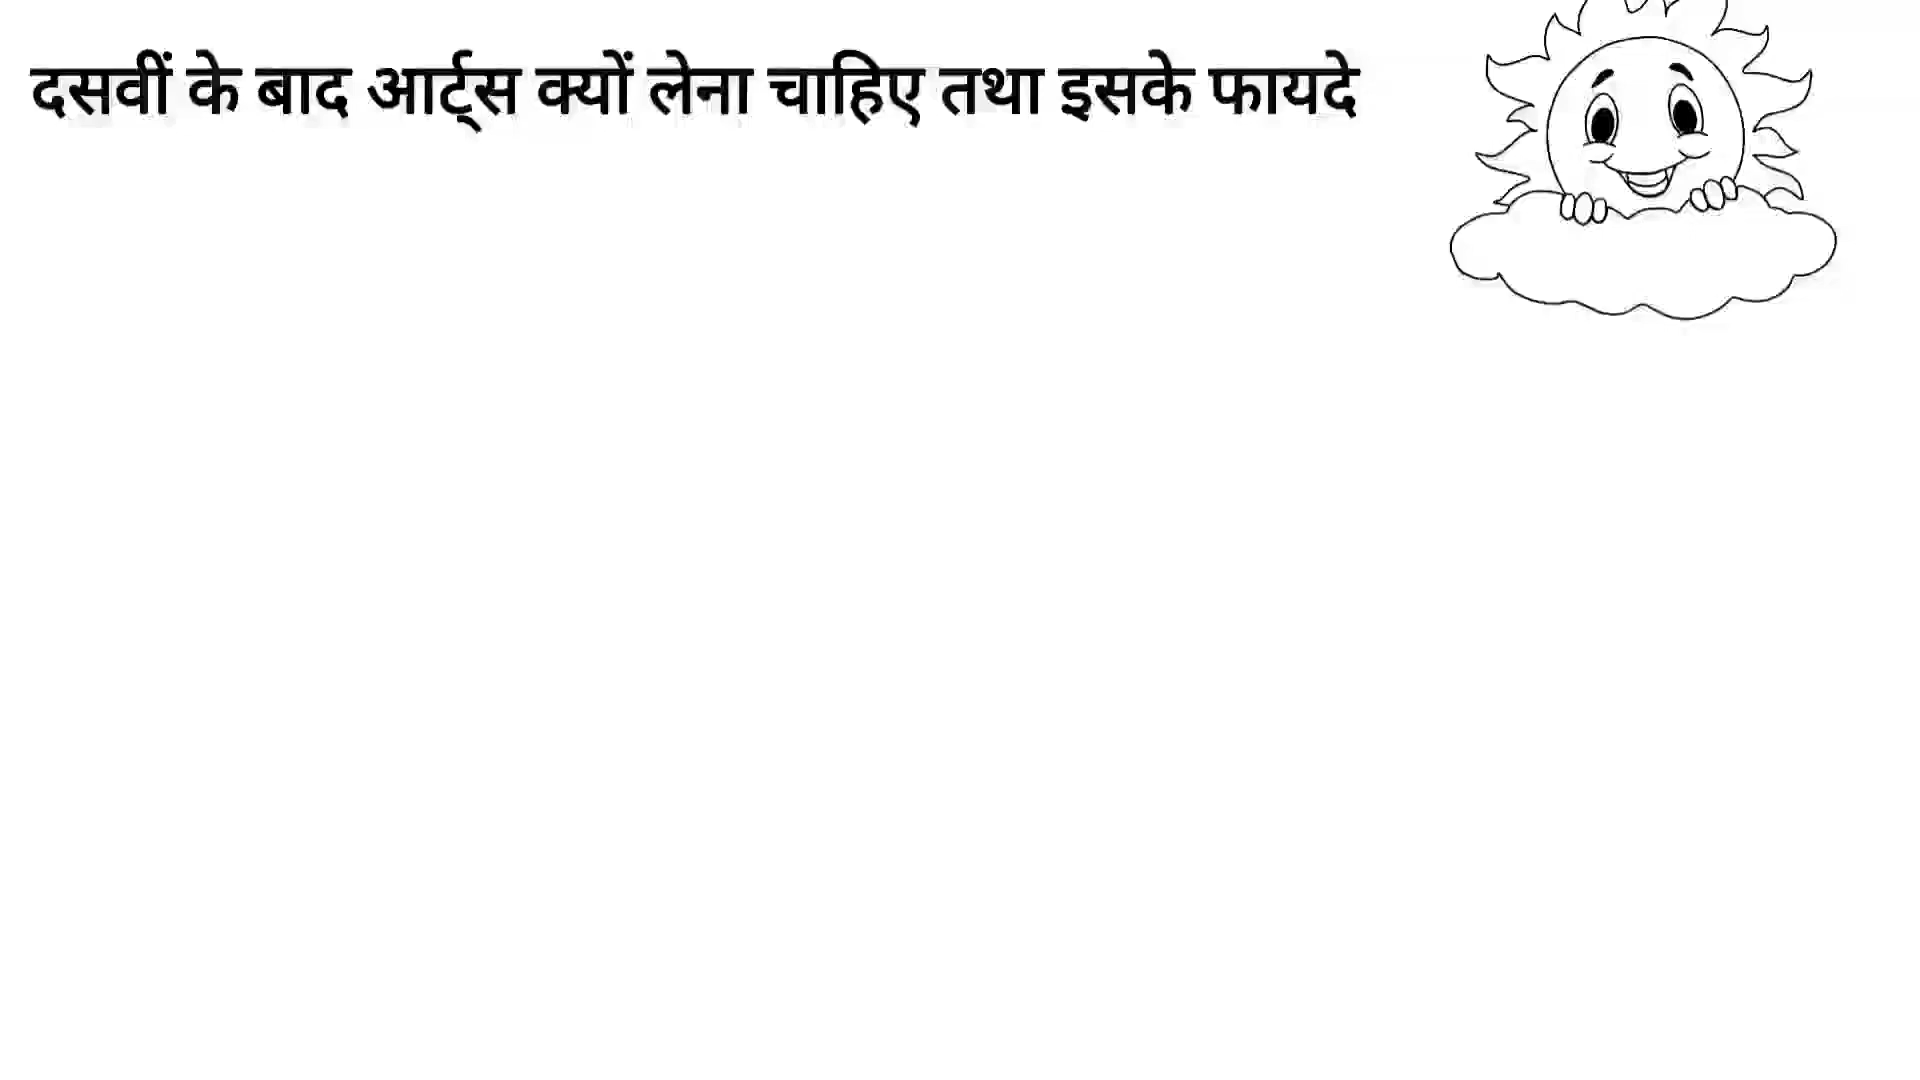 दसवीं के बाद आर्ट्स क्यों लेना चाहिए तथा इसके फायदे